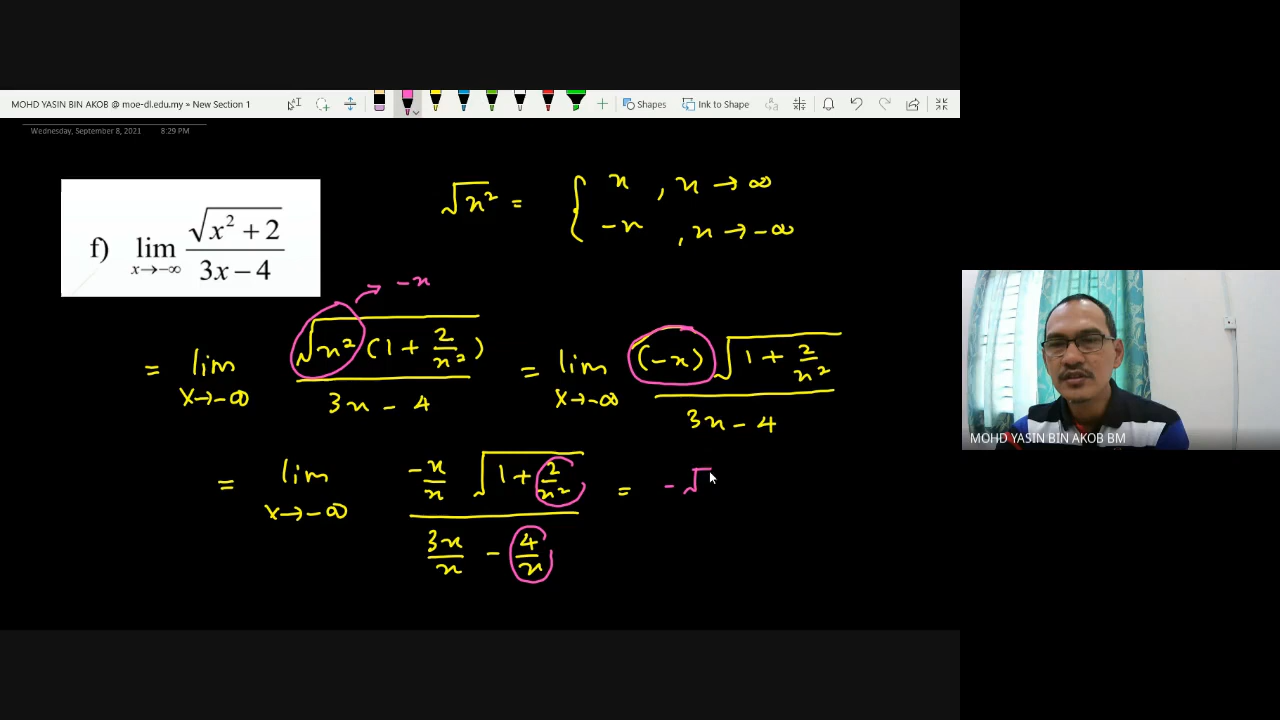 MOHD YASIN BIN AKOB @ moe-dl.edu.my » New Section 1
Shapes
Ink to Shape
Wednesday, September 8, 2021 8:29 PM
√x² = { x , x → ∞
-x , x → -∞
f) lim x→-∞ √(x² + 2) / (3x - 4)
→ -x
= lim x→-∞ √x² (1 + 2/x²) / (3x - 4) = lim x→-∞ (-x) √(1 + 2/x²) / (3x - 4)
= lim x→-∞ (-x/x) √(1 + 2/x²) / (3x/x - 4/x) = -√
MOHD YASIN BIN AKOB BM